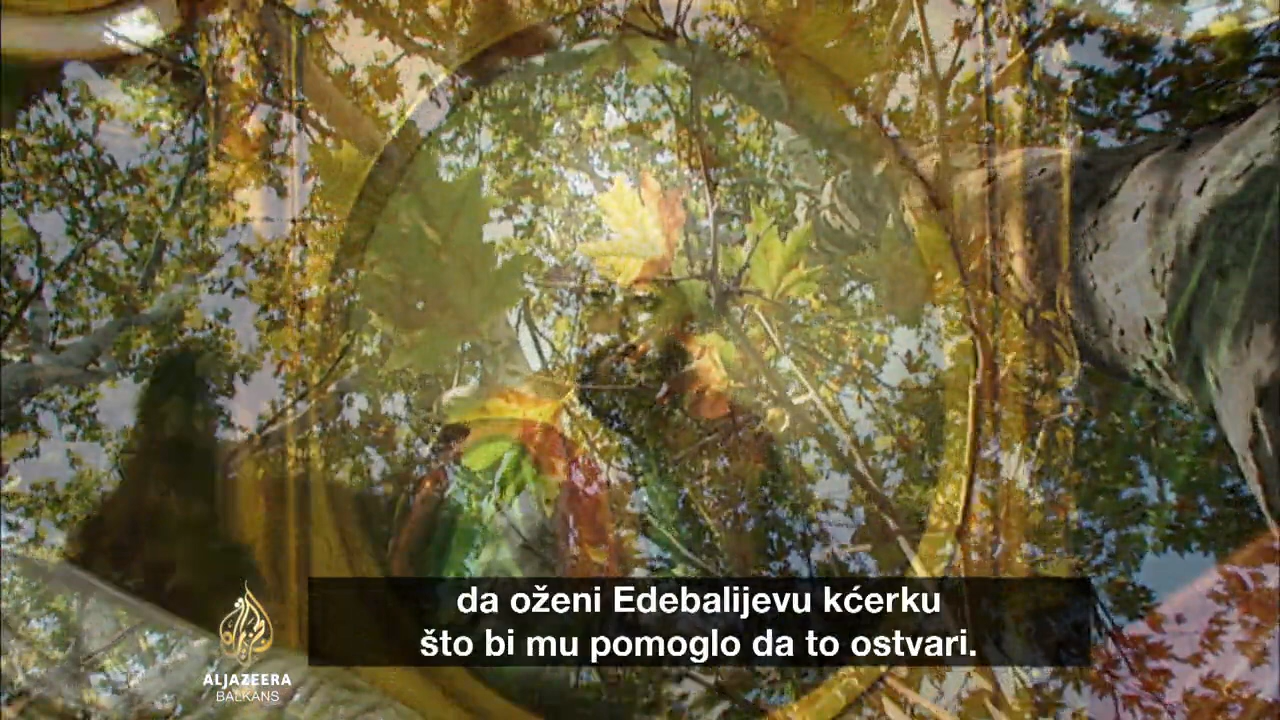 da oženi Edebalijevu kćerku
što bi mu pomoglo da to ostvari.
ALJAZEERA
BALKANS